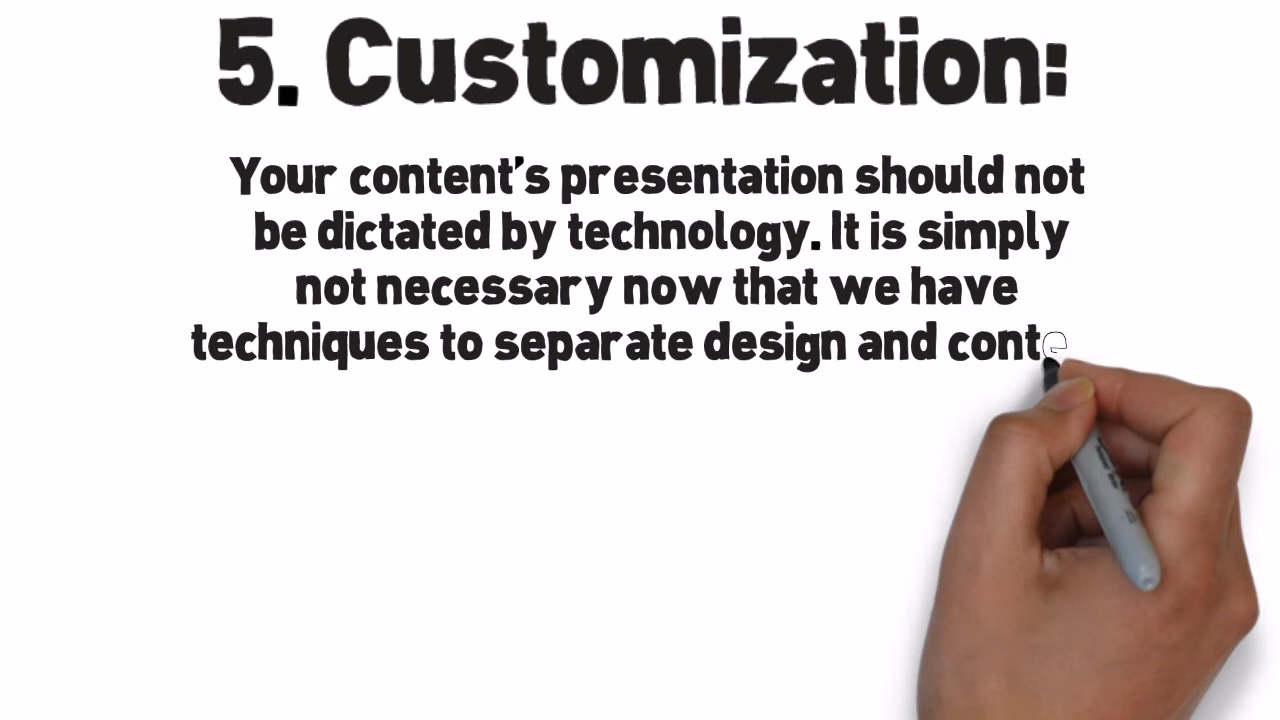 5. Customization:
Your content's presentation should not
be dictated by technology. It is simply
not necessary now that we have
techniques to separate design and conte